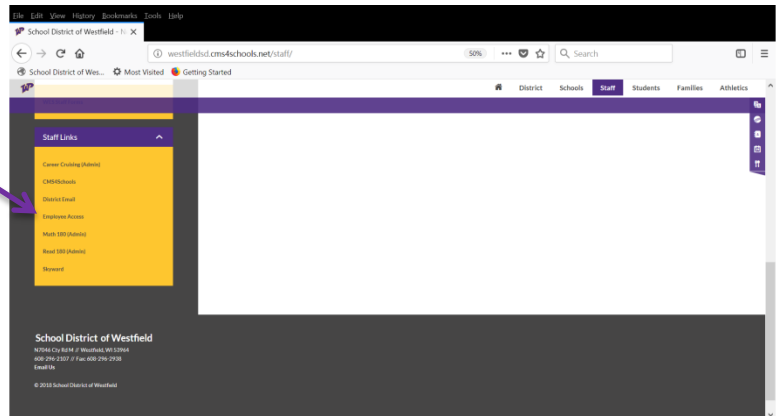 File Edit View History Bookmarks Tools Help
School District of Westfield - N
westfieldsd.cms4schools.net/staff/
50%
Search
School District of Wes... Most Visited Getting Started
District Schools Staff Students Families Athletics
Staff Links
Career Cruising (Admin)
CMS4Schools
District Email
Employee Access
Math 180 (Admin)
Read 180 (Admin)
Skyward
School District of Westfield
N7046 Cty Rd M // Westfield, WI 53964
608-296-2107 // Fax: 608-296-2938
Email Us
© 2018 School District of Westfield